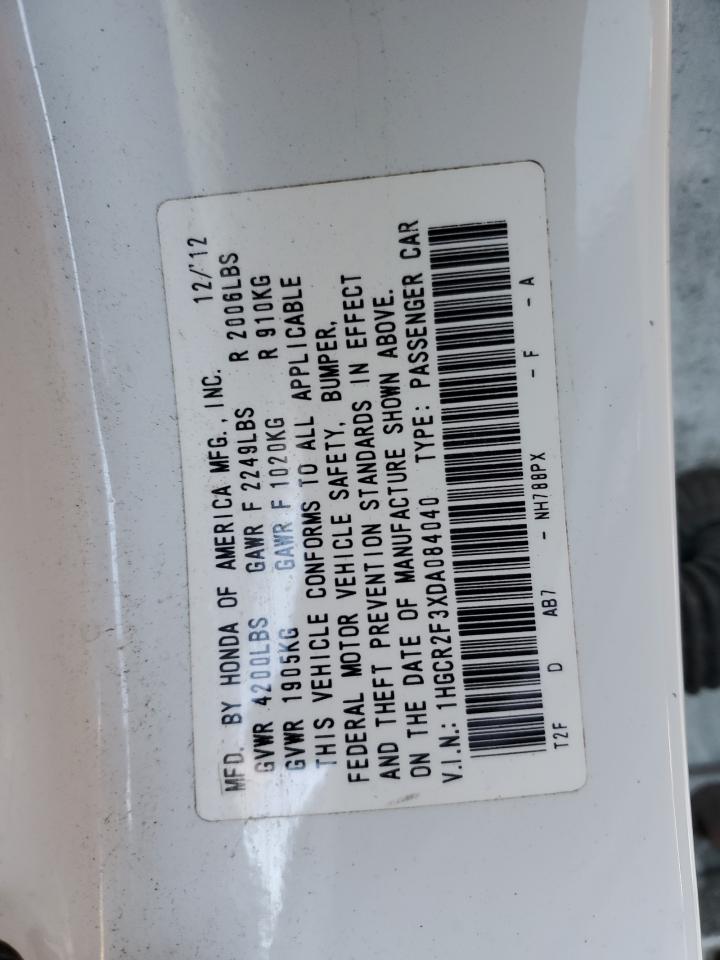 MFD. BY HONDA OF AMERICA MFG., INC. 12/'12
GVWR 4200LBS GAWR F 2249LBS R 2006LBS
GVWR 1905KG GAWR F 1020KG R 910KG
THIS VEHICLE CONFORMS TO ALL APPLICABLE
FEDERAL MOTOR VEHICLE SAFETY, BUMPER,
AND THEFT PREVENTION STANDARDS IN EFFECT
ON THE DATE OF MANUFACTURE SHOWN ABOVE.
V.I.N.: 1HGCR2F3XDA084040 TYPE: PASSENGER CAR
T2F D AB7 - NH788PX - F - A